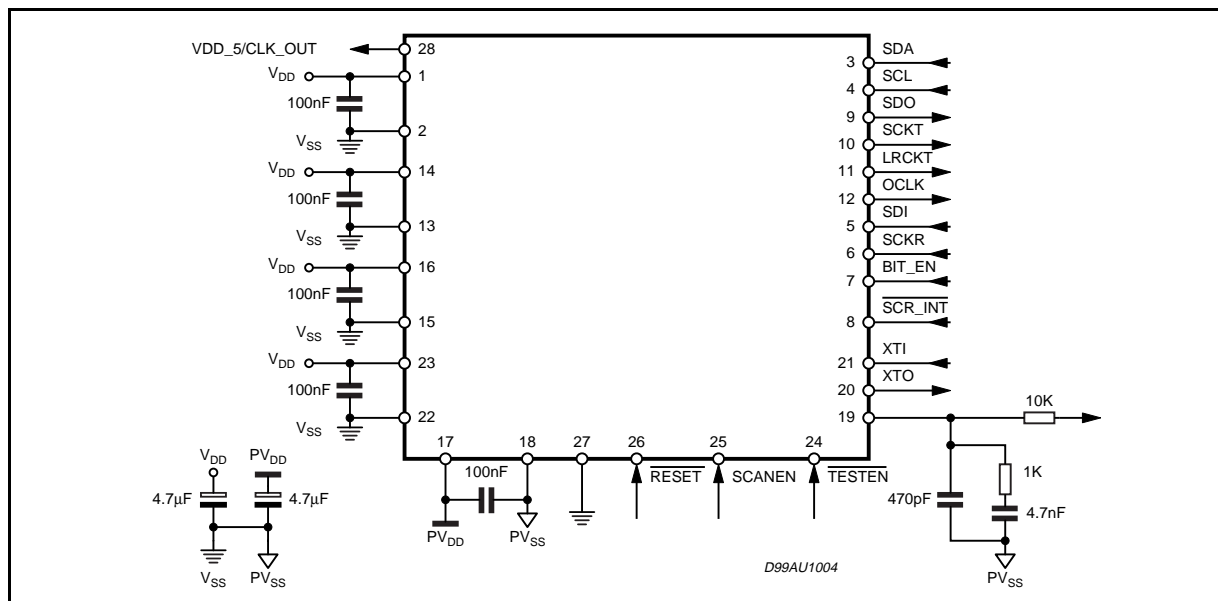 VDD_5/CLK_OUT
28
VDD
1
100nF
2
VSS
VDD
14
100nF
13
VSS
VDD
16
100nF
15
VSS
VDD
23
100nF
22
VSS
3
SDA
4
SCL
9
SDO
10
SCKT
11
LRCKT
12
OCLK
5
SDI
6
SCKR
7
BIT_EN
8
SCR_INT
21
XTI
20
XTO
19
10K
17
18
27
26
25
24
100nF
RESET
SCANEN
TESTEN
PVDD
PVSS
VDD
PVDD
4.7µF
4.7µF
VSS
PVSS
470pF
1K
4.7nF
PVSS
D99AU1004